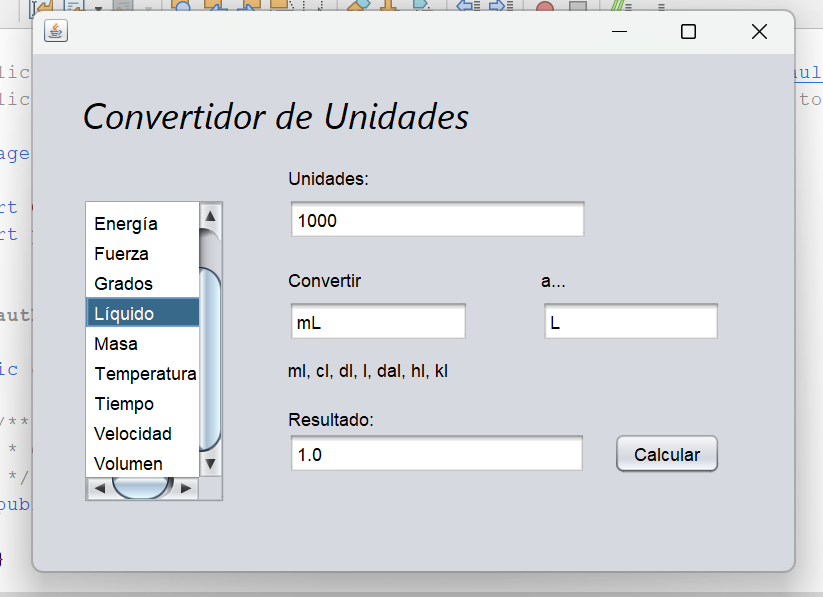 Convertidor de Unidades
Unidades:
1000
Energía
Fuerza
Grados
Líquido
Masa
Temperatura
Tiempo
Velocidad
Volumen
Convertir
a...
mL
L
ml, cl, dl, l, dal, hl, kl
Resultado:
1.0
Calcular